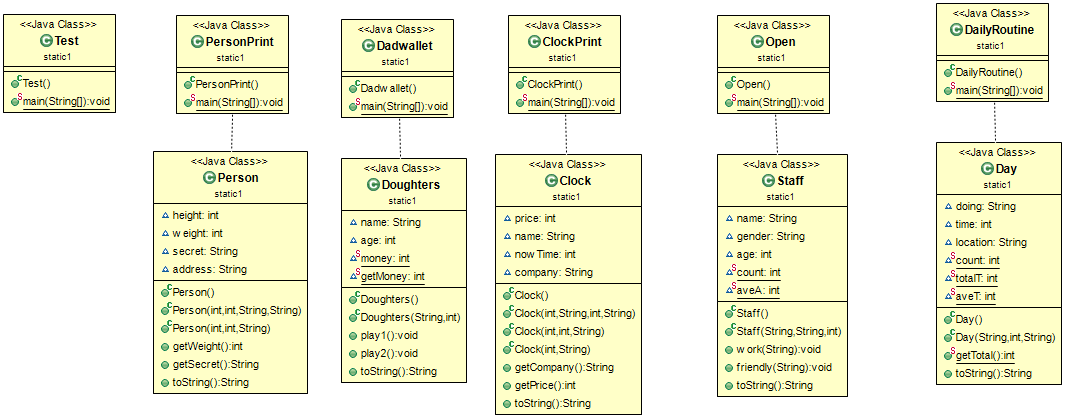 <<Java Class>>
Test
static1
Test()
main(String[]):void
<<Java Class>>
PersonPrint
static1
PersonPrint()
main(String[]):void
<<Java Class>>
Dadwallet
static1
Dadwallet()
main(String[]):void
<<Java Class>>
ClockPrint
static1
ClockPrint()
main(String[]):void
<<Java Class>>
Open
static1
Open()
main(String[]):void
<<Java Class>>
DailyRoutine
static1
DailyRoutine()
main(String[]):void
<<Java Class>>
Person
static1
height: int
weight: int
secret: String
address: String
Person()
Person(int,int,String,String)
Person(int,int,String)
getWeight():int
getSecret():String
toString():String
<<Java Class>>
Doughters
static1
name: String
age: int
money: int
getMoney: int
Doughters()
Doughters(String,int)
play1():void
play2():void
toString():String
<<Java Class>>
Clock
static1
price: int
name: String
nowTime: int
company: String
Clock()
Clock(int,String,int,String)
Clock(int,int,String)
Clock(int,String)
getCompany():String
getPrice():int
toString():String
<<Java Class>>
Staff
static1
name: String
gender: String
age: int
count: int
aveA: int
Staff()
Staff(String,String,int)
work(String):void
friendly(String):void
toString():String
<<Java Class>>
Day
static1
doing: String
time: int
location: String
count: int
totalT: int
aveT: int
Day()
Day(String,int,String)
getTotal():int
toString():String